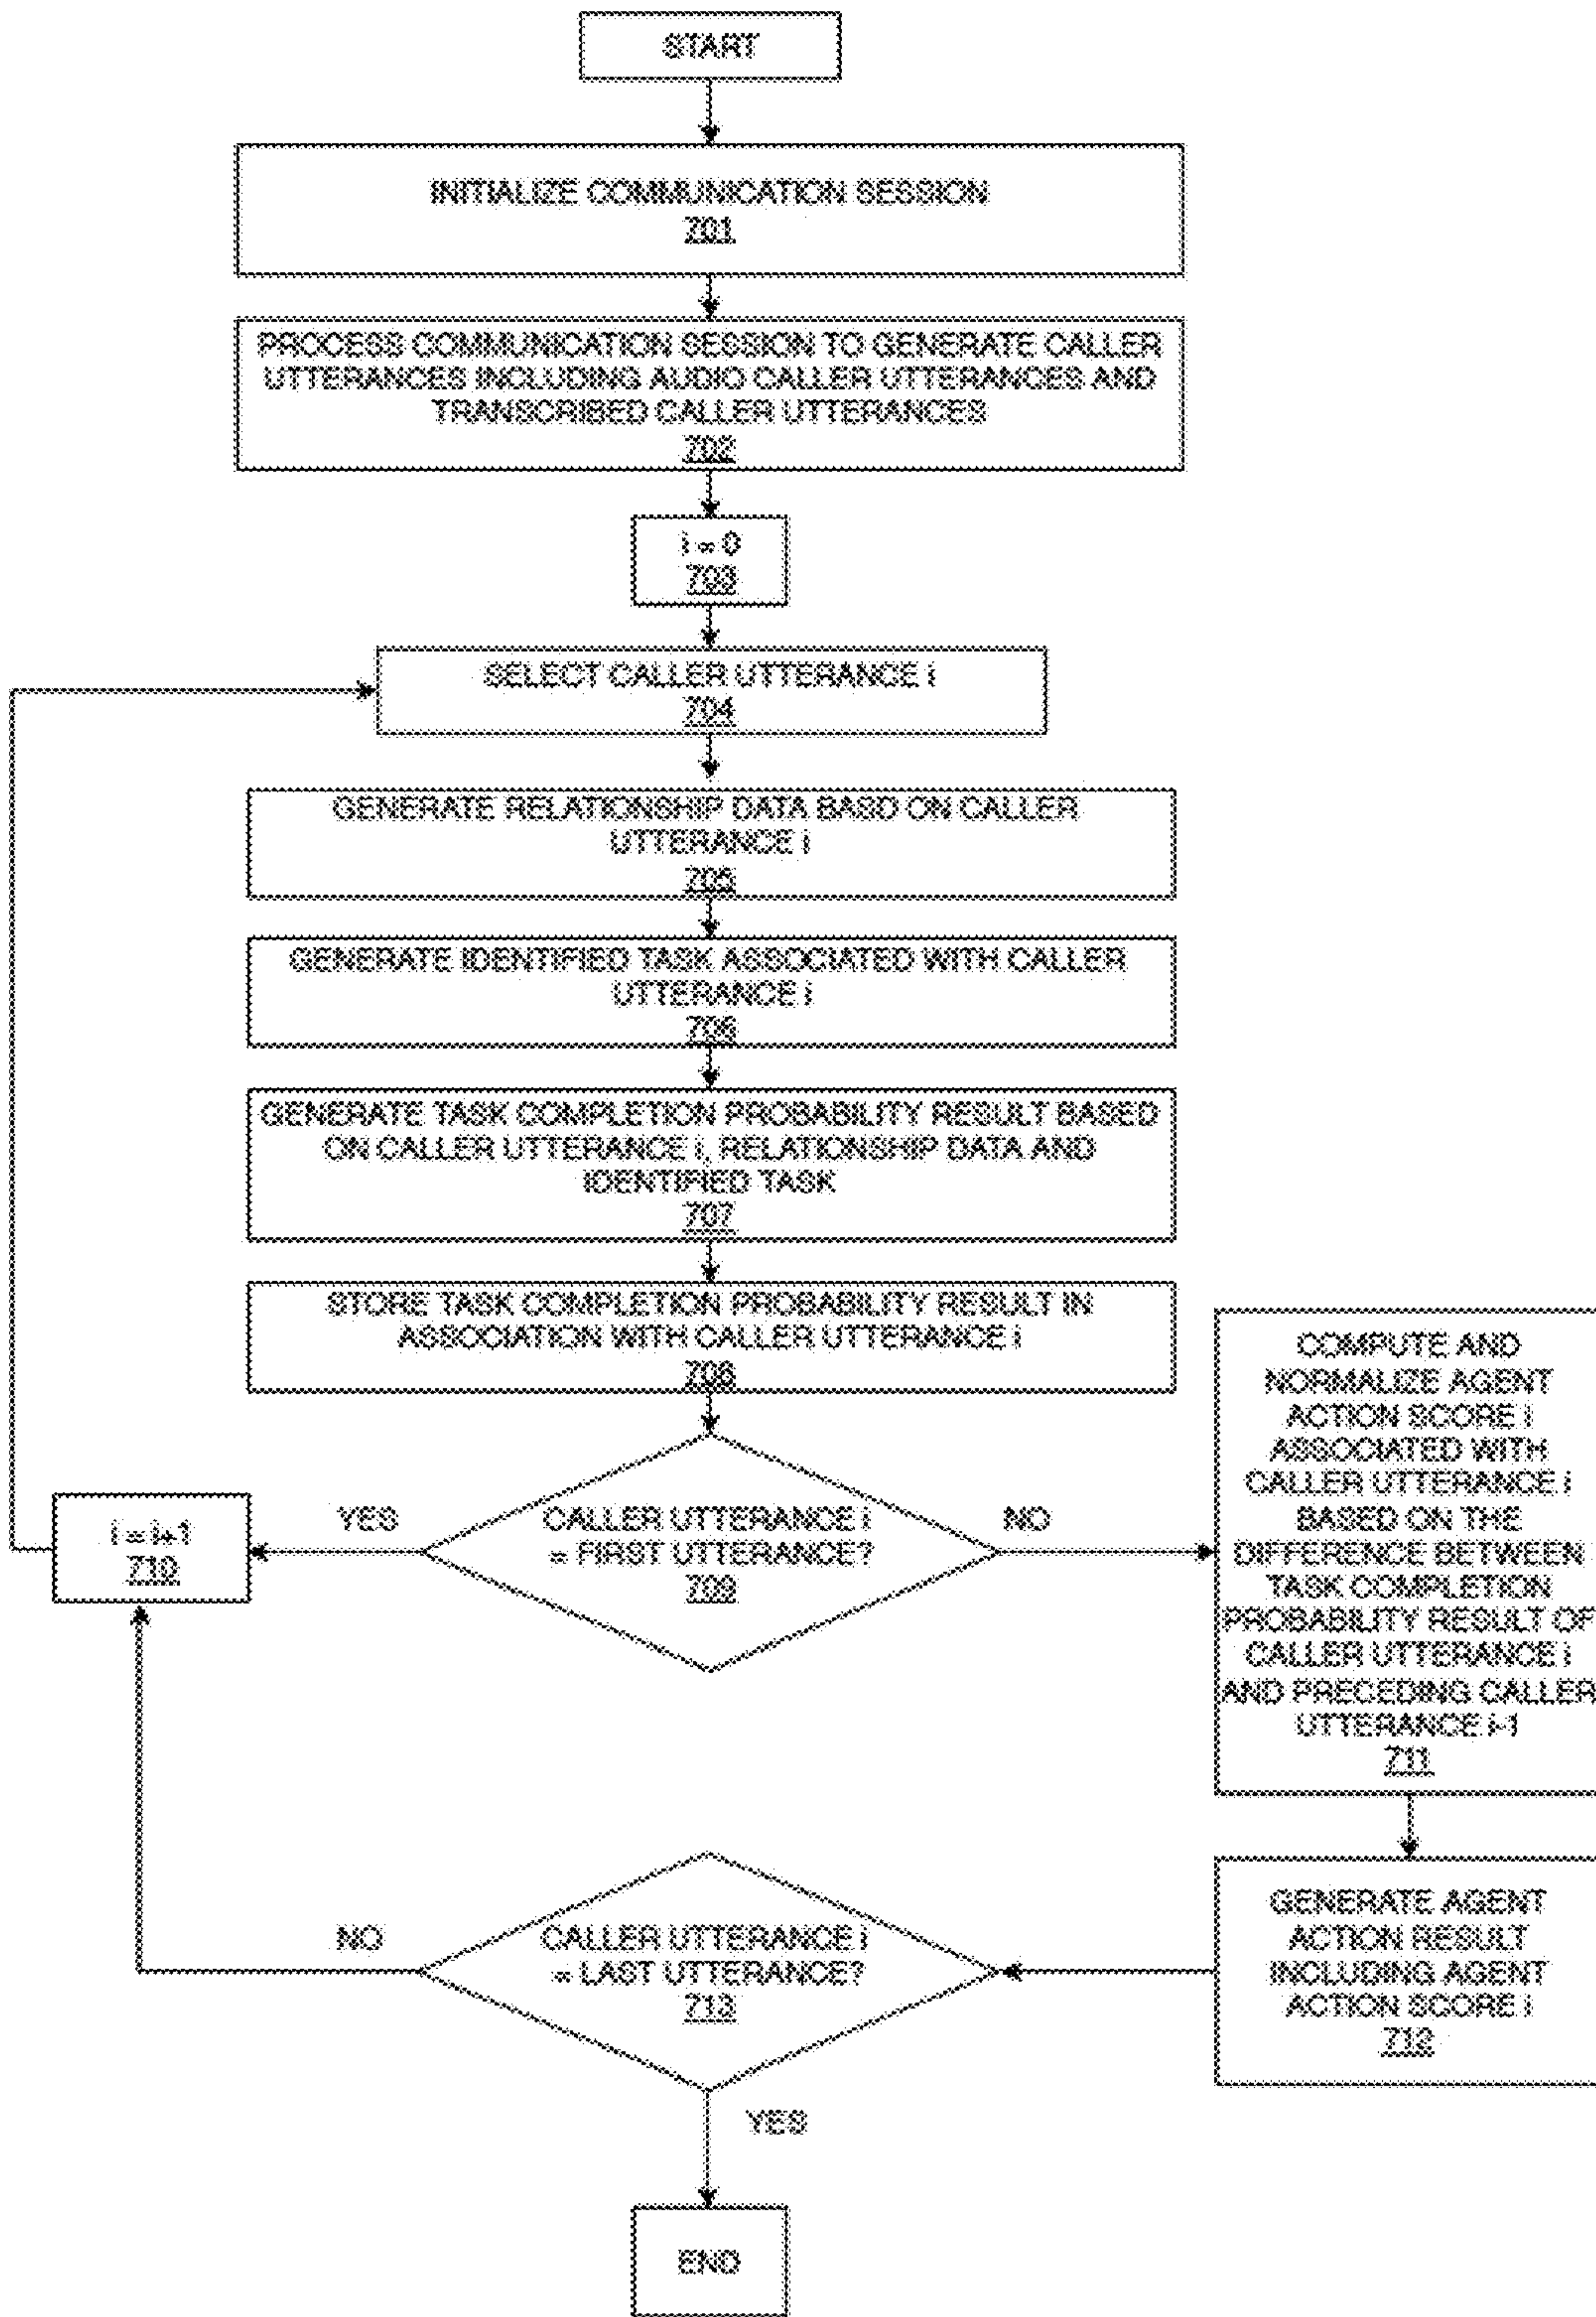 START
INITIALIZE COMMUNICATION SESSION
701
PROCESS COMMUNICATION SESSION TO GENERATE CALLER
UTTERANCES INCLUDING AUDIO CALLER UTTERANCES AND
TRANSCRIBED CALLER UTTERANCES
702
i = 0
703
SELECT CALLER UTTERANCE i
704
GENERATE RELATIONSHIP DATA BASD ON CALLER
UTTERANCE i
705
GENERATE IDENTIFIED TASK ASSOCIATED WITH CALLER
UTTERANCE i
706
GENERATE TASK COMPLETION PROBABILITY RESULT BASED
ON CALLER UTTERANCE i, RELATIONSHIP DATA AND
IDENTIFIED TASK
707
STORE TASK COMPLETION PROBABILITY RESULT IN
ASSOCIATION WITH CALLER UTTERANCE i
708
CALLER UTTERANCE i
= FIRST UTTERANCE?
709
YES
NO
i = i+1
710
COMPUTE AND
NORMALIZE AGENT
ACTION SCORE i
ASSOCIATED WITH
CALLER UTTERANCE i
BASED ON THE
DIFFERENCE BETWEEN
TASK COMPLETION
PROBABILITY RESULT OF
CALLER UTTERANCE i
AND PRECEDING CALLER
UTTERANCE i-1
711
GENERATE AGENT
ACTION RESULT
INCLUDING AGENT
ACTION SCORE i
712
CALLER UTTERANCE i
= LAST UTTERANCE?
713
NO
YES
END